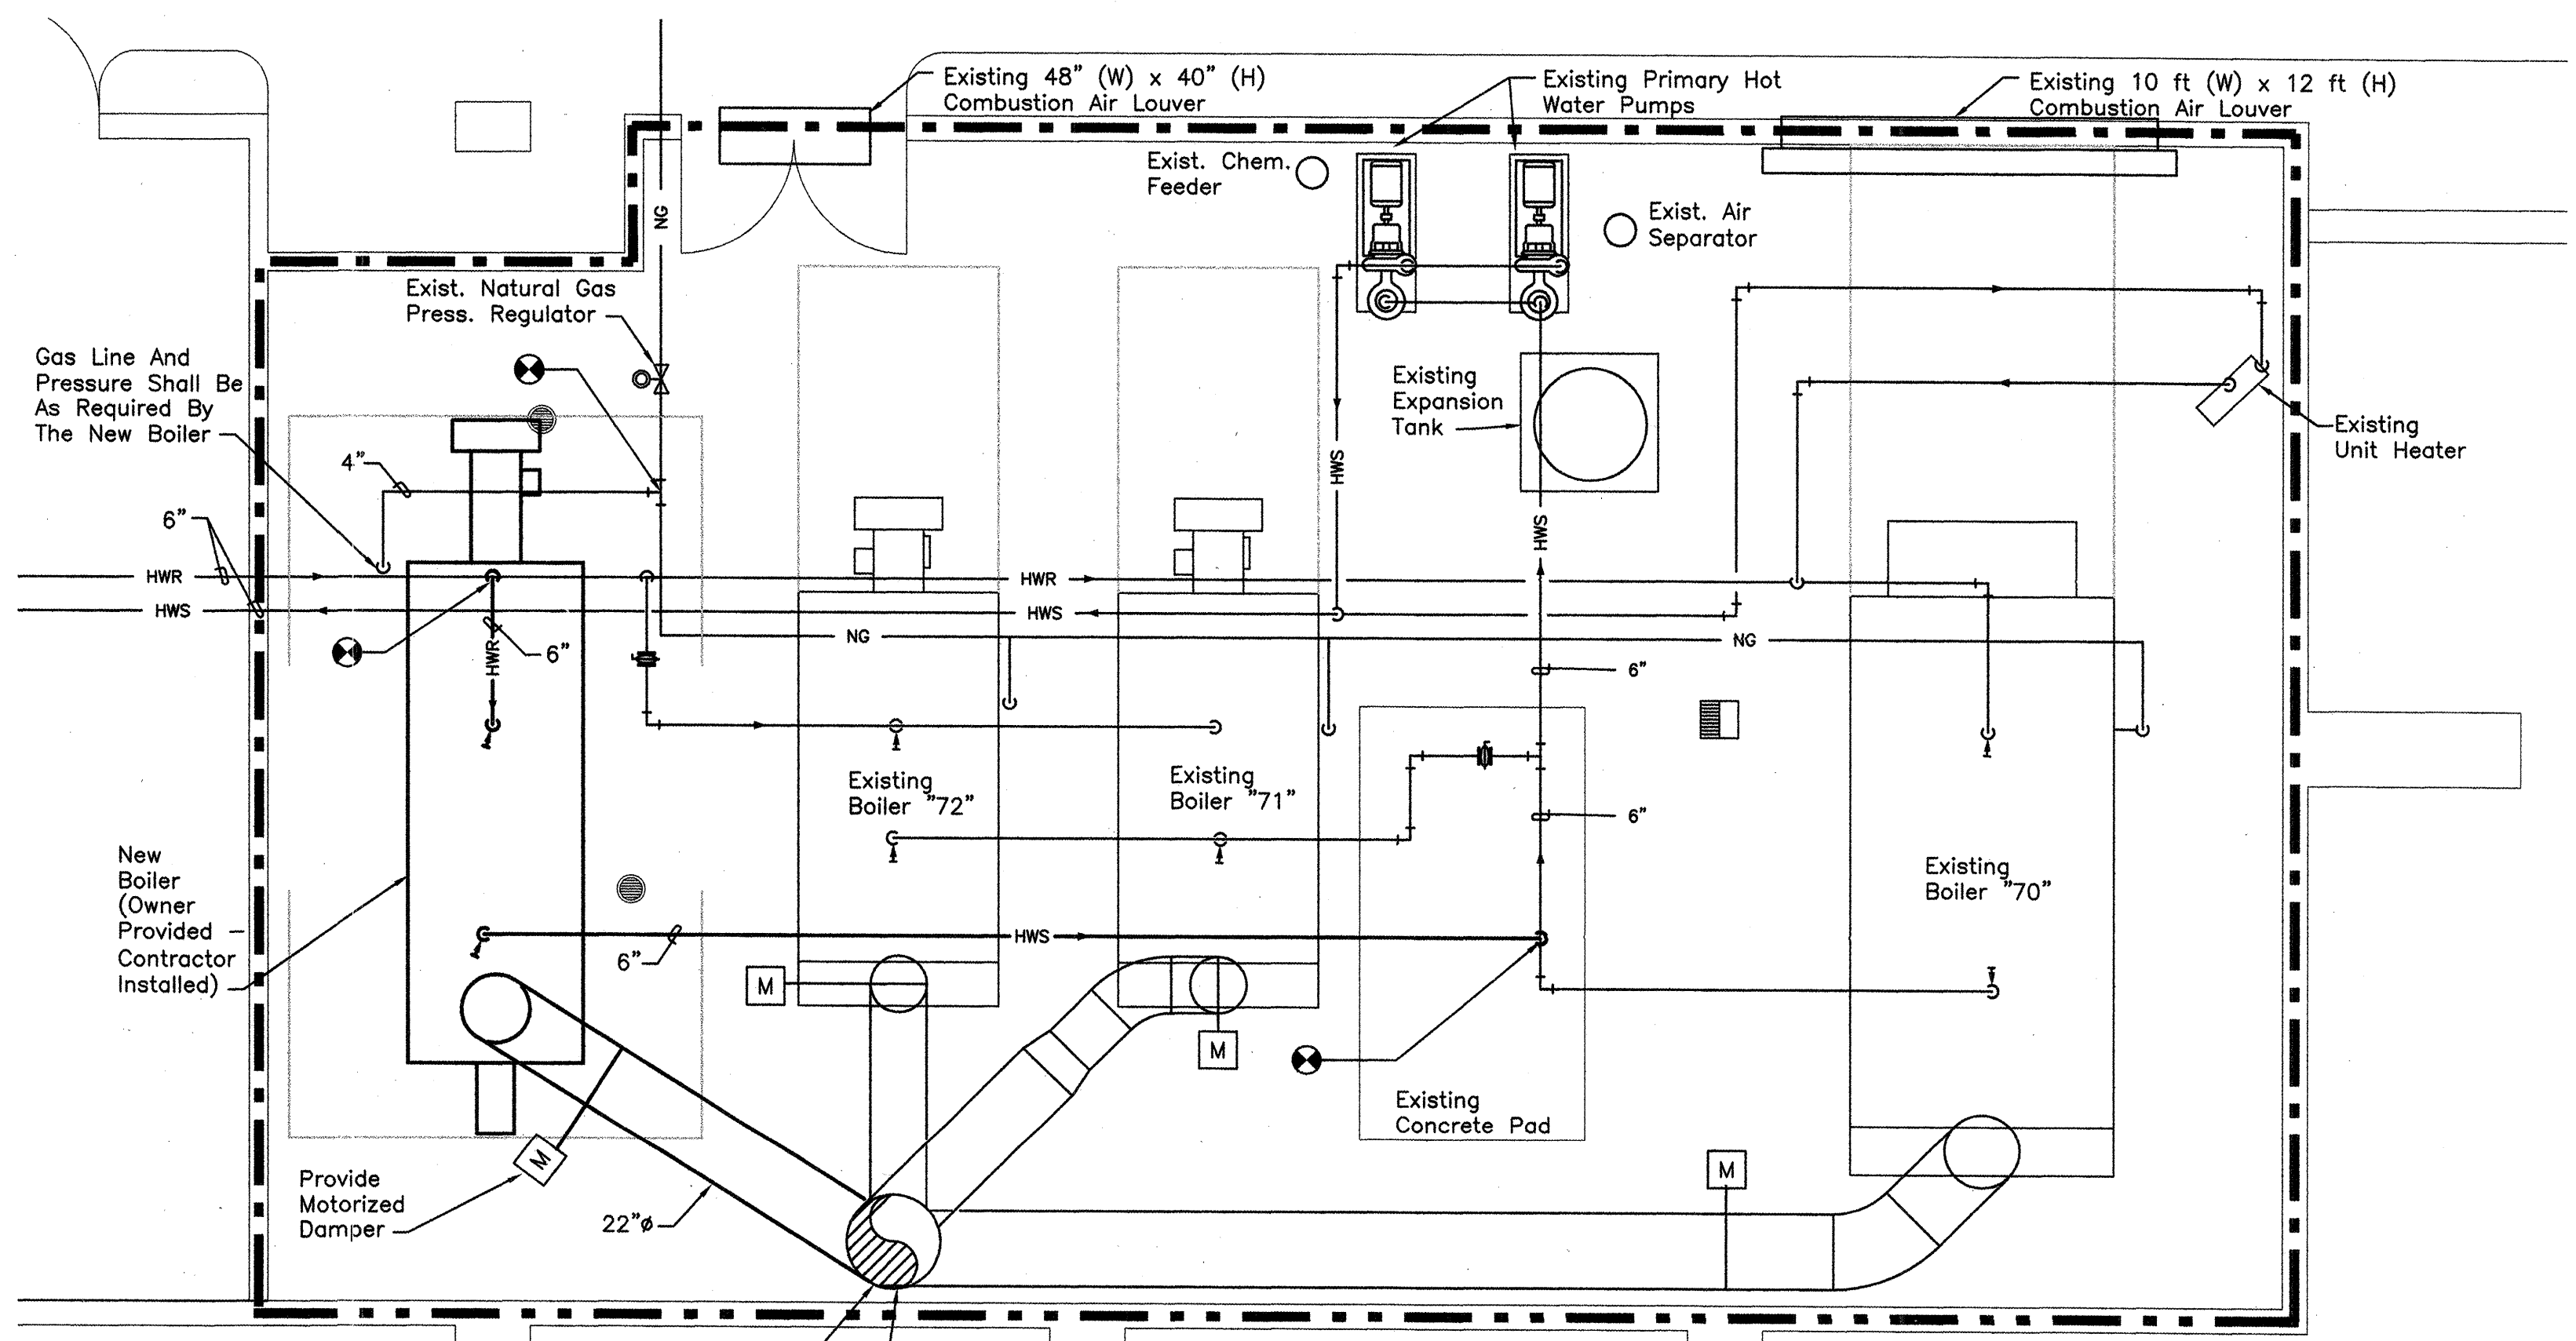 Existing 48" (W) x 40" (H)
Combustion Air Louver
Existing Primary Hot
Water Pumps
Existing 10 ft (W) x 12 ft (H)
Combustion Air Louver
Exist. Chem.
Feeder
Exist. Air
Separator
NG
Exist. Natural Gas
Press. Regulator
Gas Line And
Pressure Shall Be
As Required By
The New Boiler
4"
6"
Existing
Expansion
Tank
HWS
HWS
Existing
Unit Heater
HWR
HWR
HWS
HWS
NG
NG
HWR
6"
6"
Existing
Boiler "72"
Existing
Boiler "71"
6"
New
Boiler
(Owner
Provided –
Contractor
Installed)
Existing
Boiler "70"
6"
HWS
M
M
Existing
Concrete Pad
M
M
Provide
Motorized
Damper
22"ø